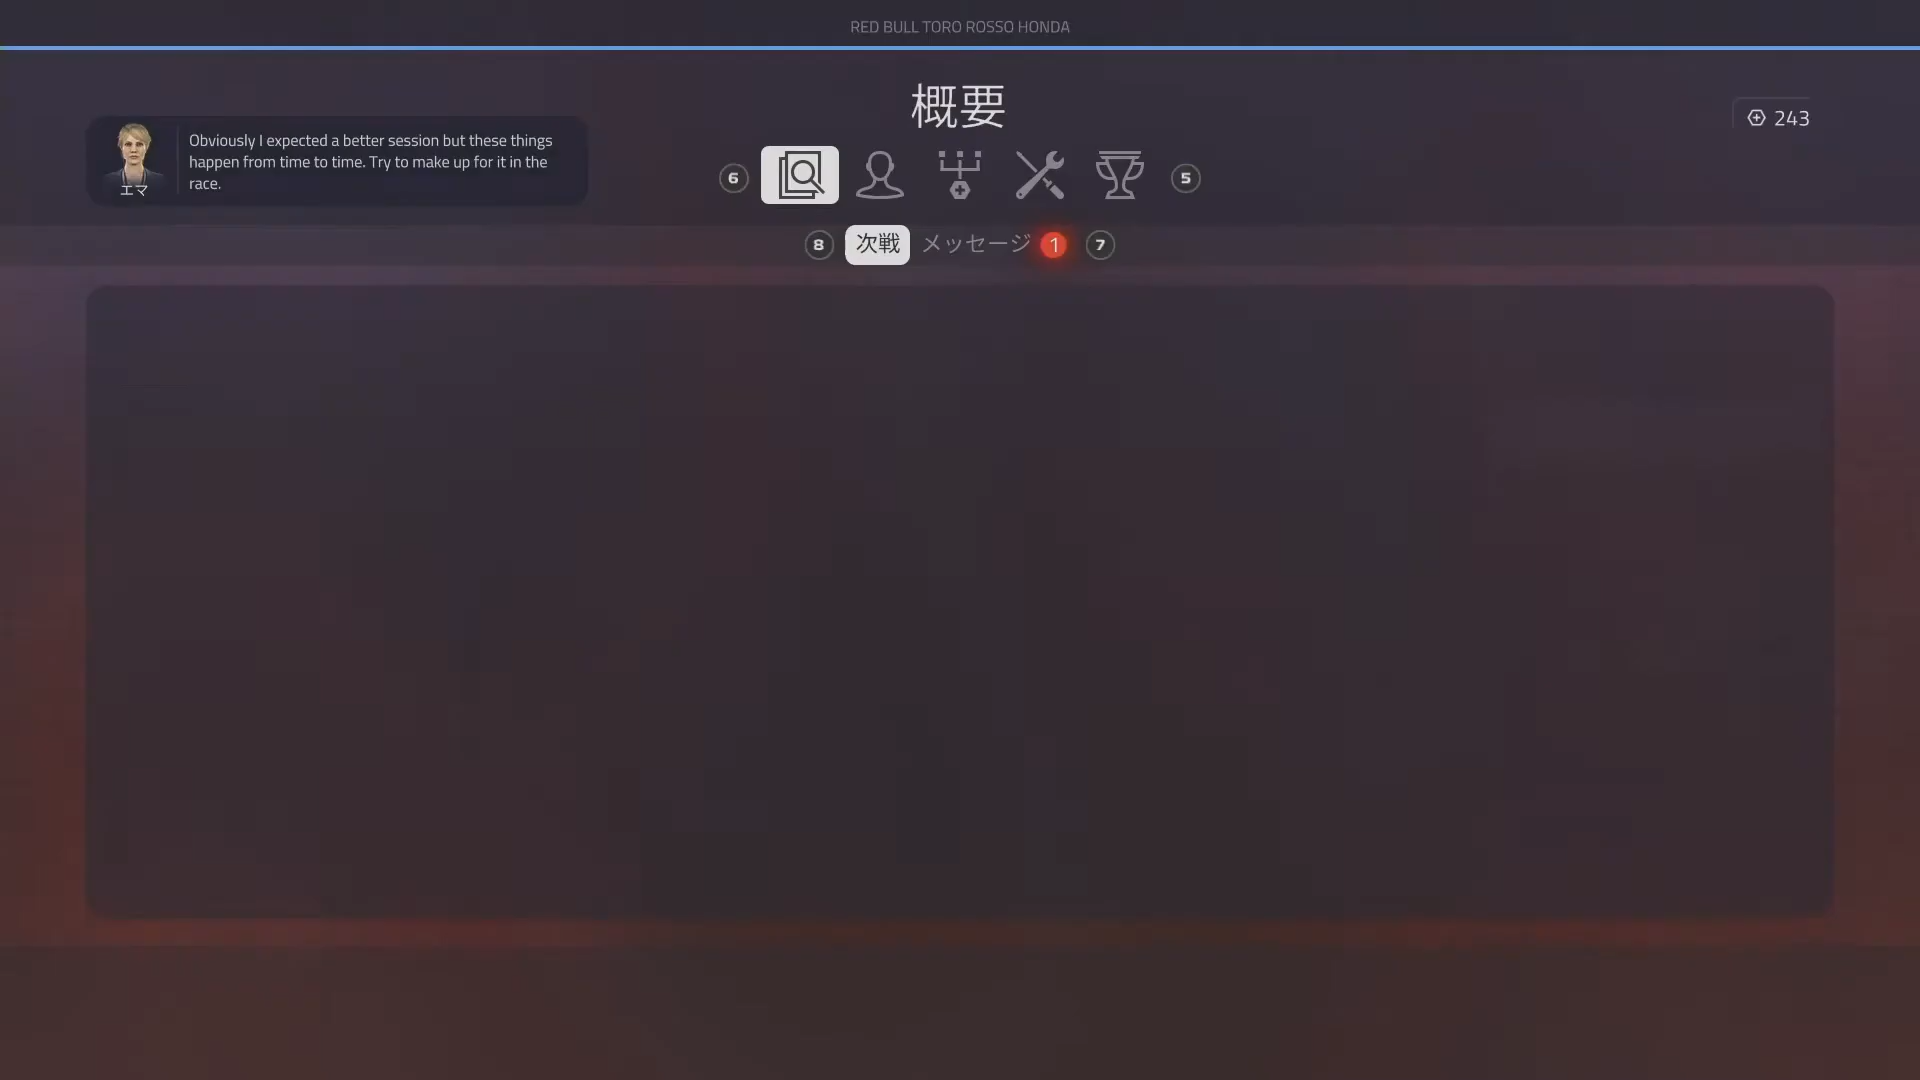 RED BULL TORO ROSSO HONDA
概要
243
Obviously I expected a better session but these things
happen from time to time. Try to make up for it in the
race.
エマ
6
5
8 次戦 メッセージ 1 7